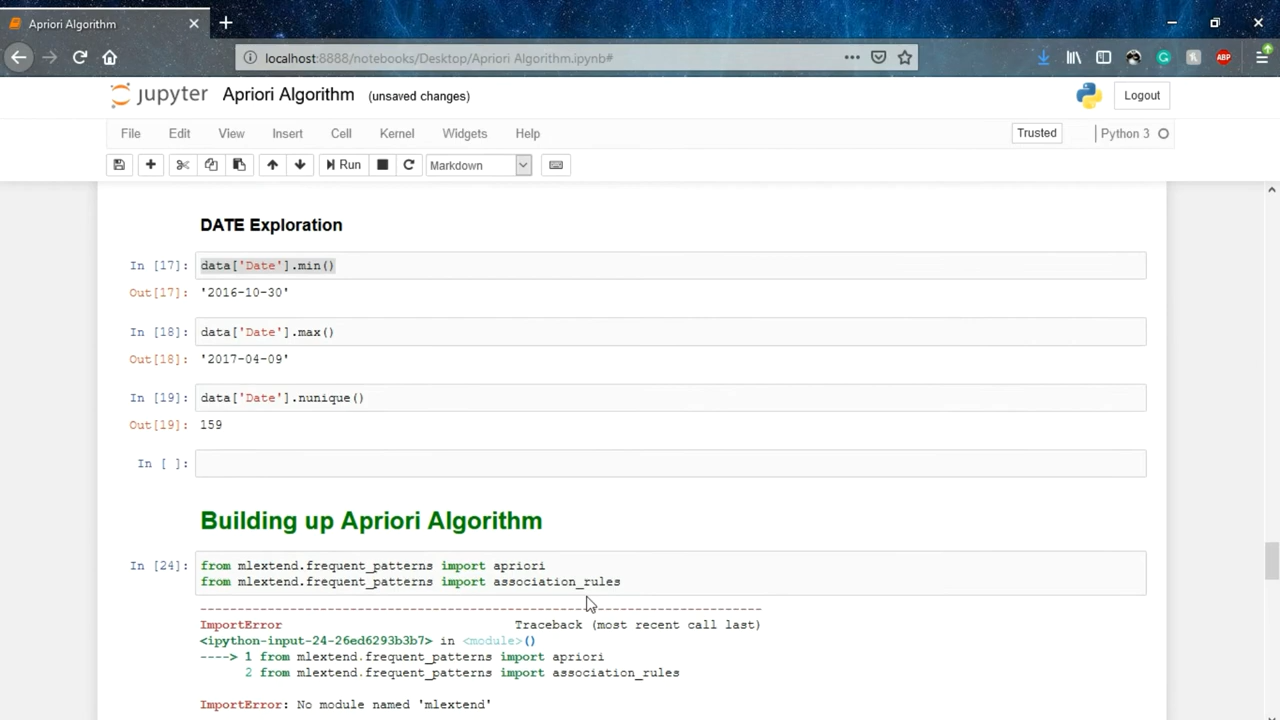 Apriori Algorithm
localhost:8888/notebooks/Desktop/Apriori Algorithm.ipynb#
ABP
jupyter Apriori Algorithm (unsaved changes) Logout
File Edit View Insert Cell Kernel Widgets Help Trusted Python 3
Run Markdown
DATE Exploration
In [17]: data['Date'].min()
Out[17]: '2016-10-30'
In [18]: data['Date'].max()
Out[18]: '2017-04-09'
In [19]: data['Date'].nunique()
Out[19]: 159
In [ ]:
Building up Apriori Algorithm
In [24]: from mlextend.frequent_patterns import apriori
from mlextend.frequent_patterns import association_rules
---------------------------------------------------------------------------
ImportError Traceback (most recent call last)
<ipython-input-24-26ed6293b3b7> in <module>()
----> 1 from mlextend.frequent_patterns import apriori
2 from mlextend.frequent_patterns import association_rules
ImportError: No module named 'mlextend'